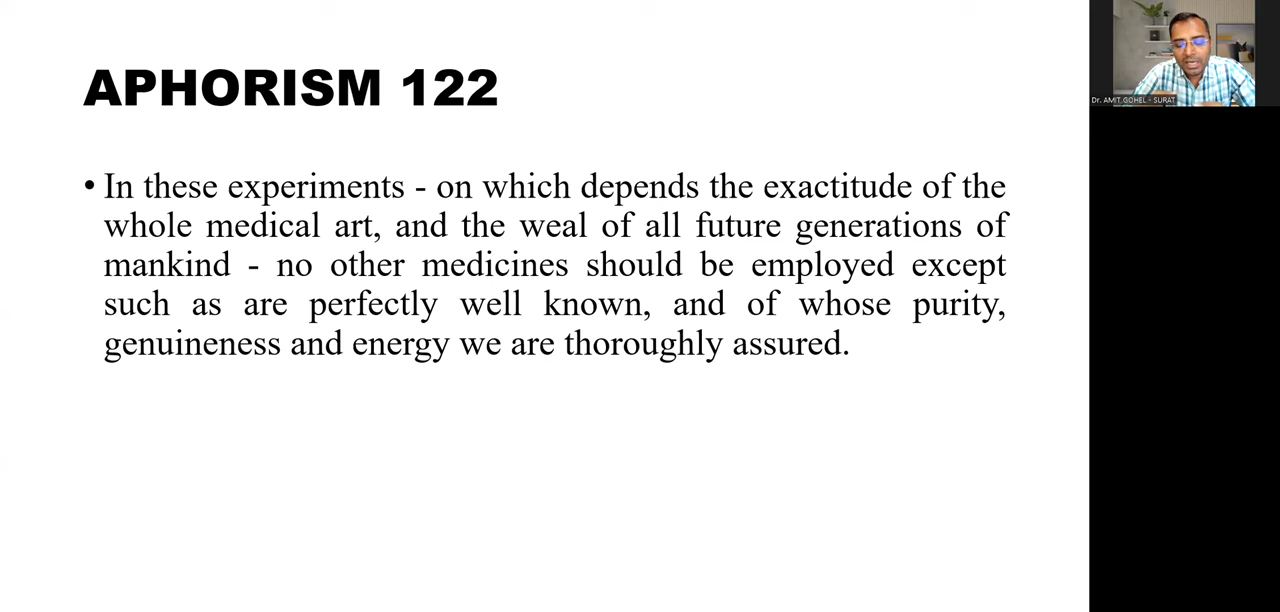 APHORISM 122
• In these experiments - on which depends the exactitude of the
whole medical art, and the weal of all future generations of
mankind - no other medicines should be employed except
such as are perfectly well known, and of whose purity,
genuineness and energy we are thoroughly assured.
Dr. AMIT GOHEL - SURAT